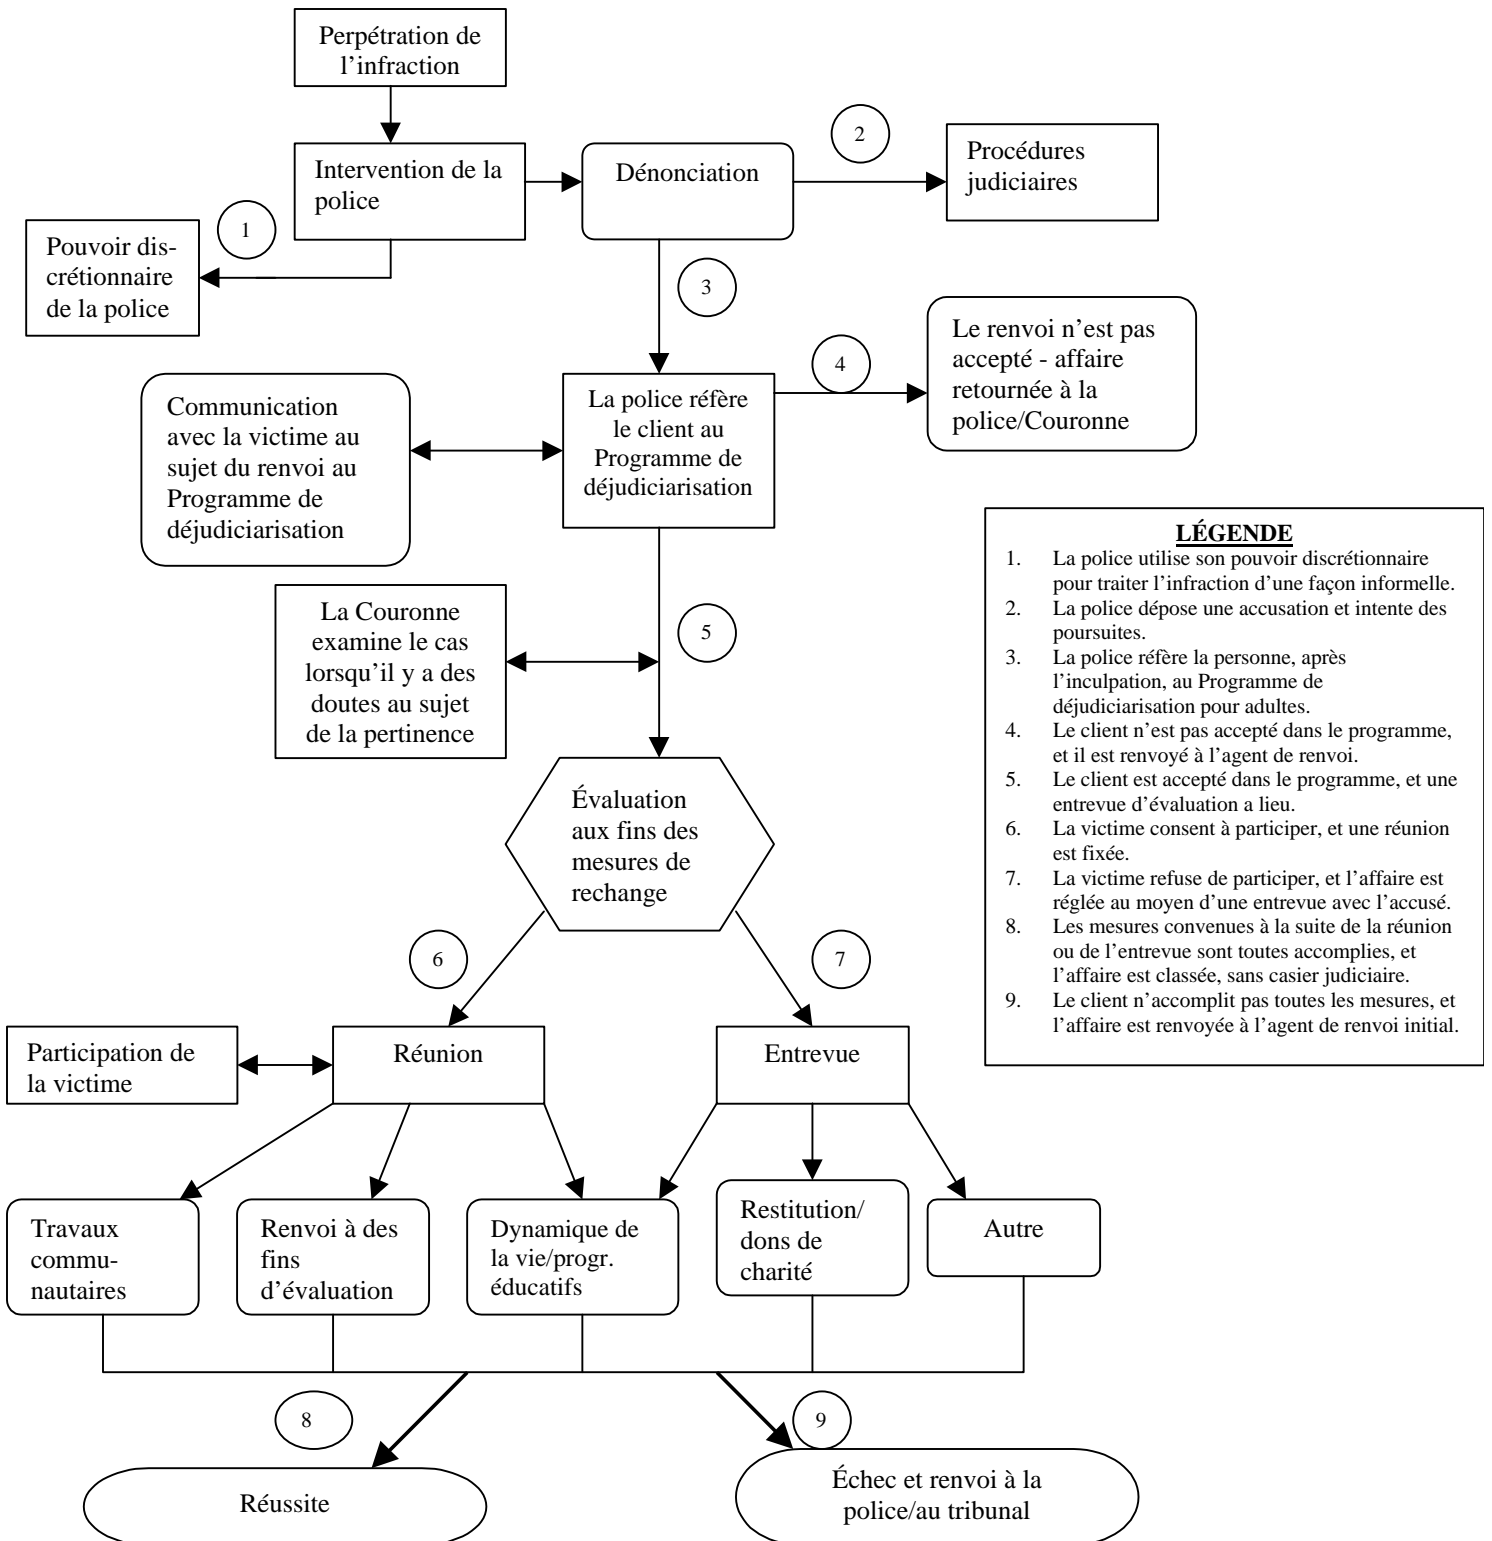 Perpétration de
l’infraction
Intervention de la
police
Dénonciation
2
Procédures
judiciaires
1
Pouvoir dis-
crétionnaire
de la police
3
4
Le renvoi n’est pas
accepté - affaire
retournée à la
police/Couronne
La police réfère
le client au
Programme de
déjudiciarisation
Communication
avec la victime au
sujet du renvoi au
Programme de
déjudiciarisation
La Couronne
examine le cas
lorsqu’il y a des
doutes au sujet
de la pertinence
5
LÉGENDE
1. La police utilise son pouvoir discrétionnaire
pour traiter l’infraction d’une façon informelle.
2. La police dépose une accusation et intente des
poursuites.
3. La police réfère la personne, après
l’inculpation, au Programme de
déjudiciarisation pour adultes.
4. Le client n’est pas accepté dans le programme,
et il est renvoyé à l’agent de renvoi.
5. Le client est accepté dans le programme, et une
entrevue d’évaluation a lieu.
6. La victime consent à participer, et une réunion
est fixée.
7. La victime refuse de participer, et l’affaire est
réglée au moyen d’une entrevue avec l’accusé.
8. Les mesures convenues à la suite de la réunion
ou de l’entrevue sont toutes accomplies, et
l’affaire est classée, sans casier judiciaire.
9. Le client n’accomplit pas toutes les mesures, et
l’affaire est renvoyée à l’agent de renvoi initial.
Évaluation
aux fins des
mesures de
rechange
6
7
Participation de
la victime
Réunion
Entrevue
Travaux
commu-
nautaires
Renvoi à des
fins
d’évaluation
Dynamique de
la vie/progr.
éducatifs
Restitution/
dons de
charité
Autre
8
9
Réussite
Échec et renvoi à la
police/au tribunal